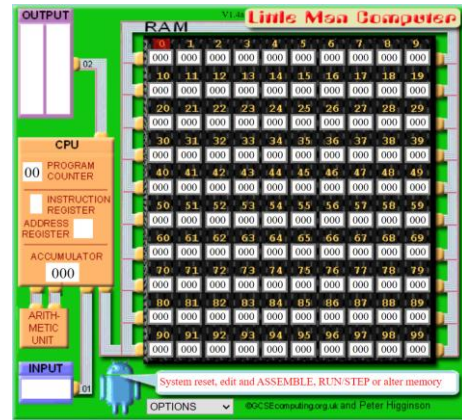 OUTPUT
V1.4a Little Man Computer
RAM
0 1 2 3 4 5 6 7 8 9
000 000 000 000 000 000 000 000 000 000
02
10 11 12 13 14 15 16 17 18 19
000 000 000 000 000 000 000 000 000 000
20 21 22 23 24 25 26 27 28 29
000 000 000 000 000 000 000 000 000 000
30 31 32 33 34 35 36 37 38 39
000 000 000 000 000 000 000 000 000 000
CPU
00 PROGRAM
COUNTER
40 41 42 43 44 45 46 47 48 49
000 000 000 000 000 000 000 000 000 000
INSTRUCTION
REGISTER
50 51 52 53 54 55 56 57 58 59
000 000 000 000 000 000 000 000 000 000
ADDRESS
REGISTER
60 61 62 63 64 65 66 67 68 69
000 000 000 000 000 000 000 000 000 000
ACCUMULATOR
000
70 71 72 73 74 75 76 77 78 79
000 000 000 000 000 000 000 000 000 000
80 81 82 83 84 85 86 87 88 89
000 000 000 000 000 000 000 000 000 000
ARITH-
METIC
UNIT
90 91 92 93 94 95 96 97 98 99
000 000 000 000 000 000 000 000 000 000
INPUT
01
System reset, edit and ASSEMBLE, RUN/STEP or alter memory
OPTIONS
©GCSEcomputing.org.uk and Peter Higginson